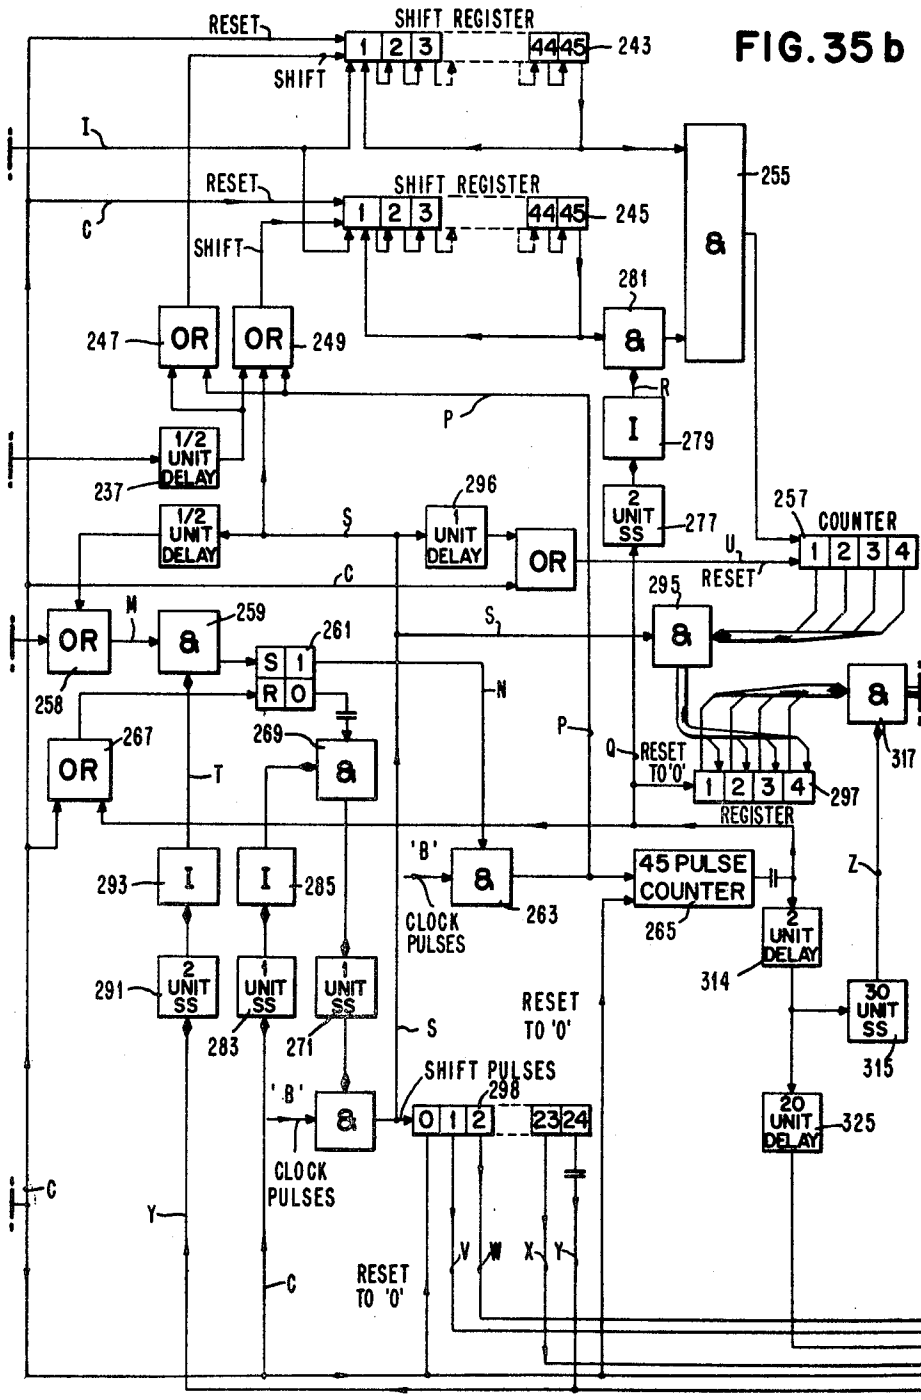 SHIFT REGISTER
FIG. 35b
RESET
1 2 3 44 45
243
SHIFT
I
255
RESET
SHIFT REGISTER
C
1 2 3 44 45
245
SHIFT
&
281
247
OR
OR
249
&
R
P
I
279
1/2 UNIT DELAY
237
296
2 UNIT SS
277
257
COUNTER
1/2 UNIT DELAY
S
1 UNIT DELAY
OR
U
RESET
1 2 3 4
C
295
M
259
S
&
OR
&
261
S 1
R 0
258
N
&
317
267
269
P
Q
RESET TO '0'
OR
T
&
1 2 3 4
297
REGISTER
'B'
293
I
I
285
&
45 PULSE COUNTER
Z
CLOCK PULSES
263
265
2 UNIT DELAY
314
291
2 UNIT SS
1 UNIT SS
1 UNIT SS
RESET TO '0'
30 UNIT SS
283
271
S
315
SHIFT PULSES
'B'
298
&
0 1 2 23 24
20 UNIT DELAY
325
CLOCK PULSES
C
Y
V
W
X
Y
RESET TO '0'
C